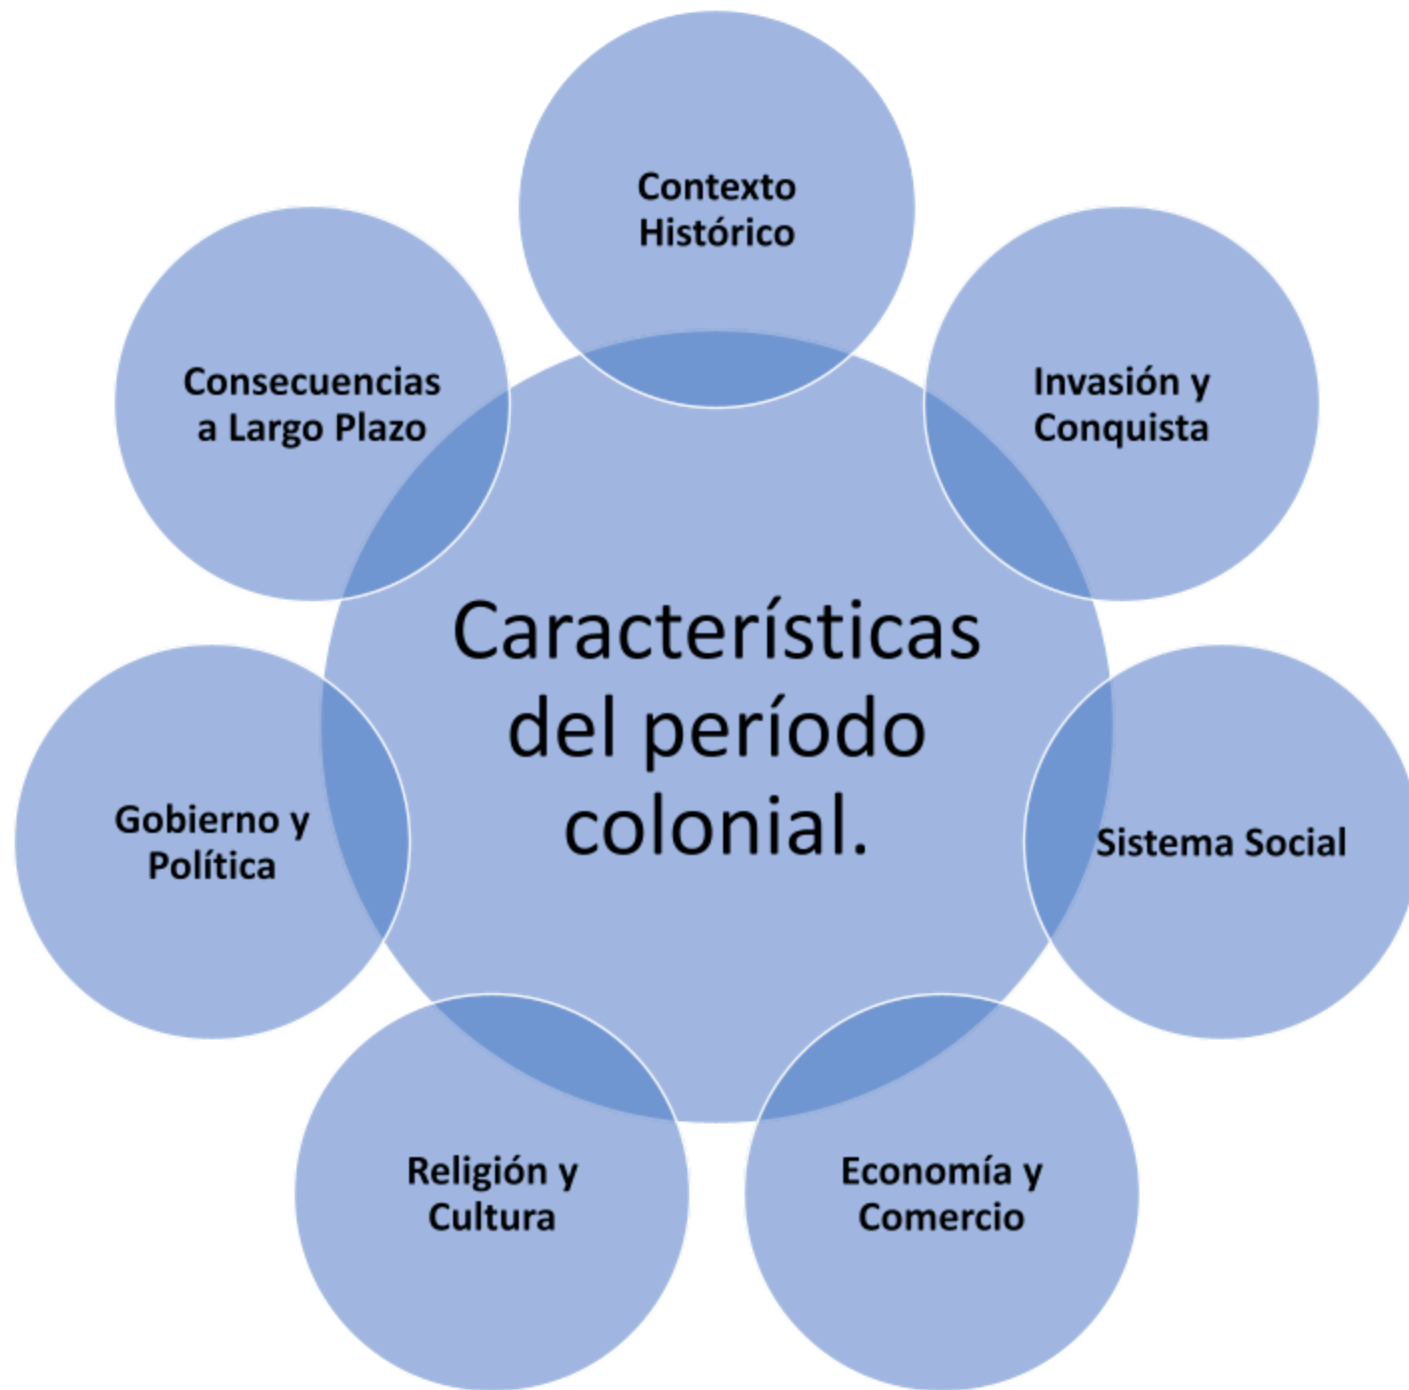 Contexto
Histórico
Invasión y
Conquista
Sistema Social
Economía y
Comercio
Religión y
Cultura
Gobierno y
Política
Consecuencias
a Largo Plazo
Características
del período
colonial.